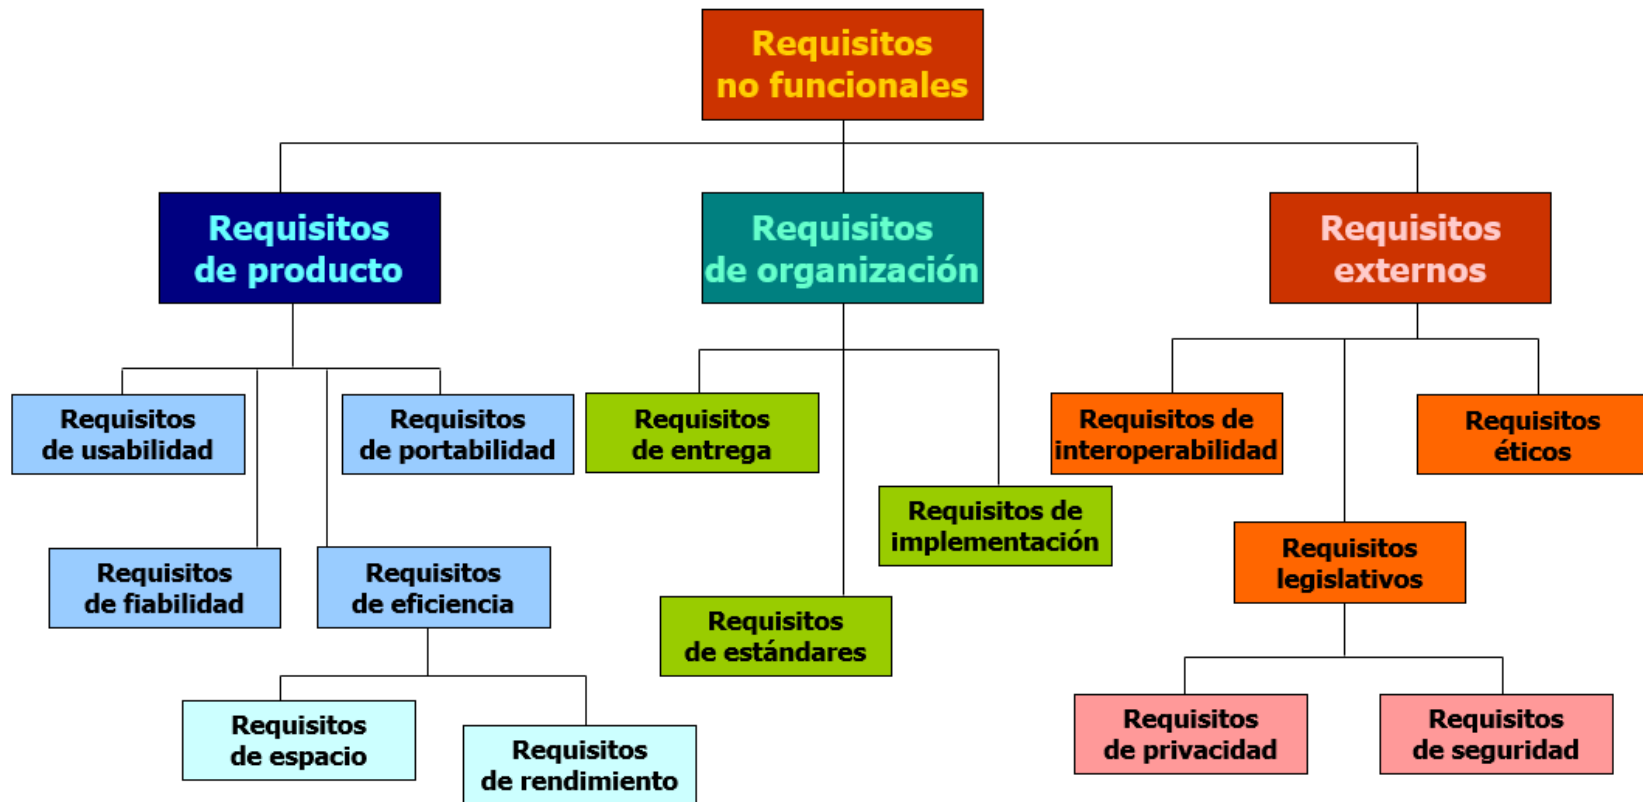 Requisitos
no funcionales
Requisitos
de producto
Requisitos
de organización
Requisitos
externos
Requisitos
de usabilidad
Requisitos
de portabilidad
Requisitos
de entrega
Requisitos de
interoperabilidad
Requisitos
éticos
Requisitos de
implementación
Requisitos
de fiabilidad
Requisitos
de eficiencia
Requisitos
legislativos
Requisitos
de estándares
Requisitos
de espacio
Requisitos
de rendimiento
Requisitos
de privacidad
Requisitos
de seguridad